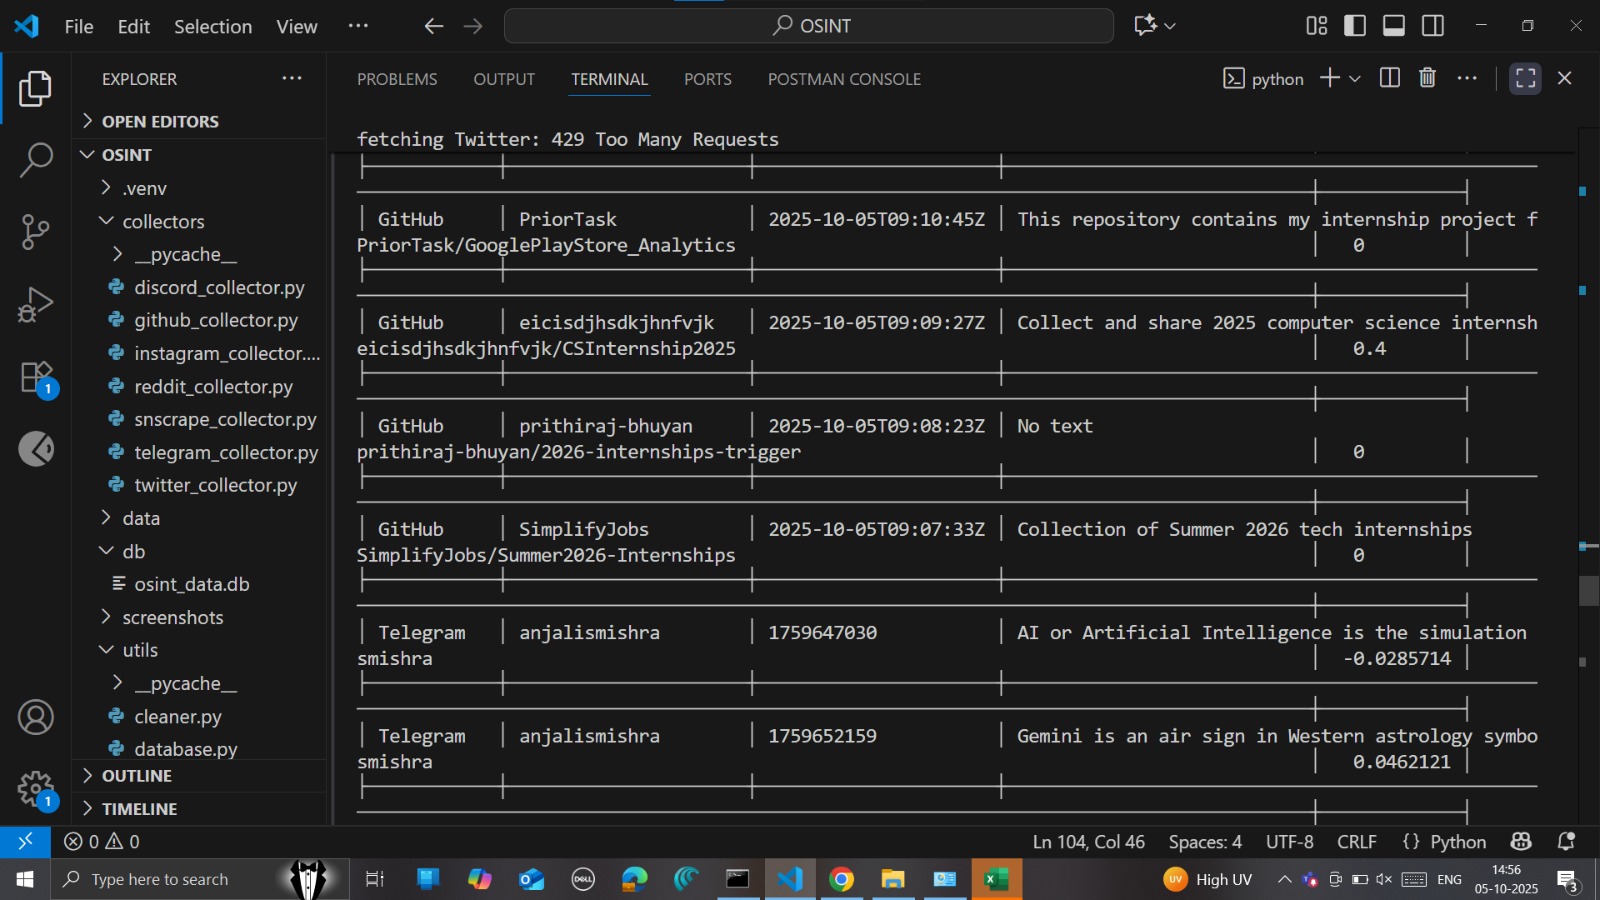 File Edit Selection View ··· OSINT
EXPLORER ···
PROBLEMS OUTPUT TERMINAL PORTS POSTMAN CONSOLE python ···
OPEN EDITORS
OSINT
.venv
collectors
__pycache__
discord_collector.py
github_collector.py
instagram_collector....
reddit_collector.py
snscrape_collector.py
telegram_collector.py
twitter_collector.py
data
db
osint_data.db
screenshots
utils
__pycache__
cleaner.py
database.py
OUTLINE
TIMELINE
fetching Twitter: 429 Too Many Requests
| GitHub | PriorTask | 2025-10-05T09:10:45Z | This repository contains my internship project f
PriorTask/GooglePlayStore_Analytics | 0 |
| GitHub | eicisdjhsdkjhnfvjk | 2025-10-05T09:09:27Z | Collect and share 2025 computer science internsh
eicisdjhsdkjhnfvjk/CSInternship2025 | 0.4 |
| GitHub | prithiraj-bhuyan | 2025-10-05T09:08:23Z | No text
prithiraj-bhuyan/2026-internships-trigger | 0 |
| GitHub | SimplifyJobs | 2025-10-05T09:07:33Z | Collection of Summer 2026 tech internships
SimplifyJobs/Summer2026-Internships | 0 |
| Telegram | anjalismishra | 1759647030 | AI or Artificial Intelligence is the simulation
smishra | -0.0285714 |
| Telegram | anjalismishra | 1759652159 | Gemini is an air sign in Western astrology symbo
smishra | 0.0462121 |
1
1
0 0 Ln 104, Col 46 Spaces: 4 UTF-8 CRLF {} Python
Type here to search DELL UV High UV ENG 14:56
05-10-2025 3